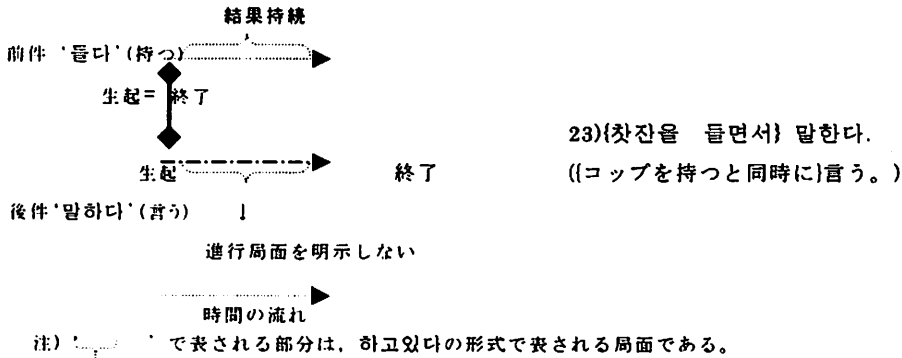 結果持続
前件 '들다'(持つ)
生起= 終了
23){찻잔을 들면서} 말한다.
生起 終了
({コップを持つと同時に}言う。)
後件'말하다'(言う)
進行局面を明示しない
時間の流れ
注) ' ' で表される部分は，하고있다の形式で表される局面である。